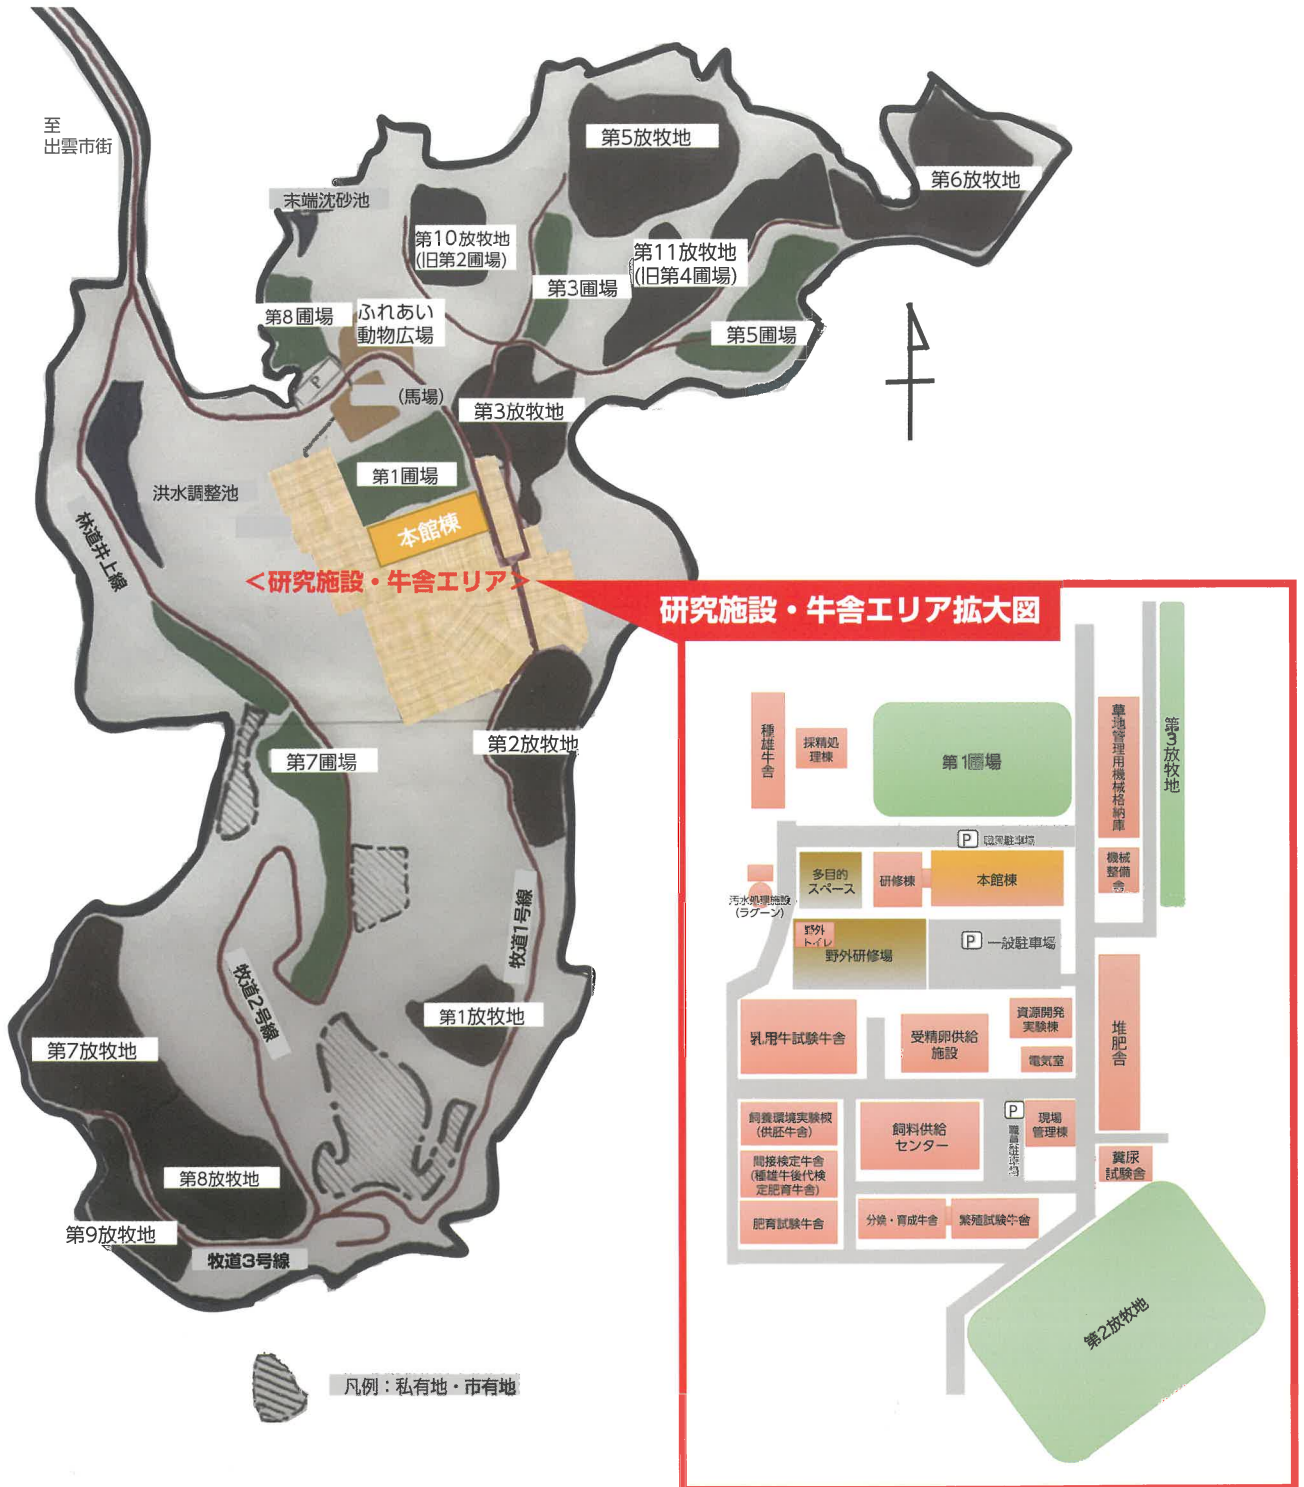 至
出雲市街
末端沈砂池
第5放牧地
第6放牧地
第10放牧地
(旧第2圃場)
第11放牧地
(旧第4圃場)
第3圃場
第8圃場
ふれあい
動物広場
第5圃場
P
(馬場)
第3放牧地
第1圃場
洪水調整池
本館棟
林道井上線
<研究施設・牛舎エリア>
第2放牧地
第7圃場
牧道1号線
牧道2号線
第1放牧地
第7放牧地
第8放牧地
第9放牧地
牧道3号線
凡例：私有地・市有地
研究施設・牛舎エリア拡大図
種雄牛舎
採精処
理棟
第1圃場
草地管理用機械格納庫
第3放牧地
P
機械
整備
舎
多目的
スペース
研修棟
本館棟
汚水処理施設
(ラグーン)
野外
トイレ
野外研修場
P 一般駐車場
乳用牛試験牛舎
受精卵供給
施設
資源開発
実験棟
電気室
堆肥舎
飼養環境実験棟
(供胚牛舎)
飼料供給
センター
P
職員駐車場
現場
管理棟
間接検定牛舎
(種雄牛後代検
定肥育牛舎)
糞尿
試験舎
肥育試験牛舎
分娩・育成牛舎
繁殖試験牛舎
第2放牧地